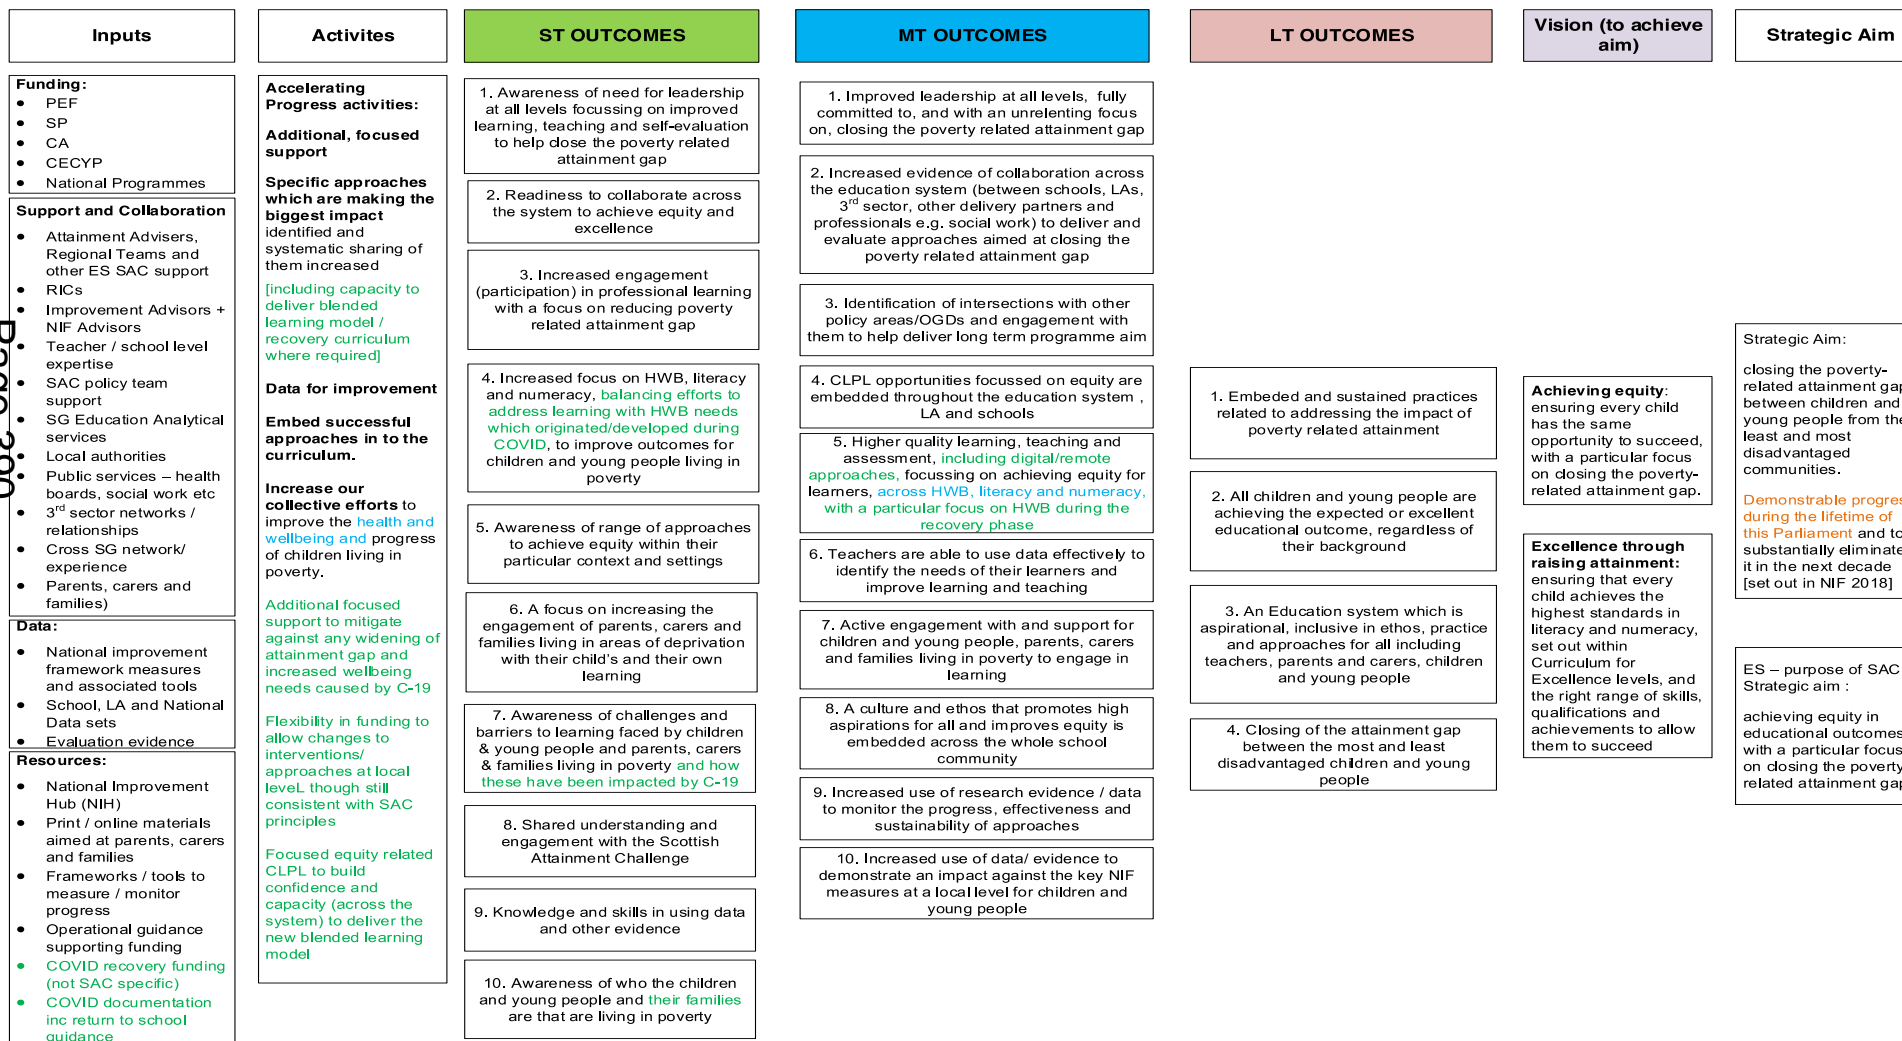 Inputs
Funding:
• PEF
• SP
• CA
• CECYP
• National Programmes
Support and Collaboration
• Attainment Advisers,
Regional Teams and
other ES SAC support
• RICs
• Improvement Advisors +
NIF Advisors
• Teacher / school level
expertise
• SAC policy team
support
• SG Education Analytical
services
• Local authorities
• Public services – health
boards, social work etc
• 3rd sector networks /
relationships
• Cross SG network/
experience
• Parents, carers and
families)
Data:
• National improvement
framework measures
and associated tools
• School, LA and National
Data sets
• Evaluation evidence
Resources:
• National Improvement
Hub (NIH)
• Print / online materials
aimed at parents, carers
and families
• Frameworks / tools to
measure / monitor
progress
• Operational guidance
supporting funding
• COVID recovery funding
(not SAC specific)
• COVID documentation
inc return to school
guidance
Activites
Accelerating
Progress activities:
Additional, focused
support
Specific approaches
which are making the
biggest impact
identified and
systematic sharing of
them increased
[including capacity to
deliver blended
learning model /
recovery curriculum
where required]
Data for improvement
Embed successful
approaches in to the
curriculum.
Increase our
collective efforts to
improve the health and
wellbeing and progress
of children living in
poverty.
Additional focused
support to mitigate
against any widening of
attainment gap and
increased wellbeing
needs caused by C-19
Flexibility in funding to
allow changes to
interventions/
approaches at local
leveL though still
consistent with SAC
principles
Focused equity related
CLPL to build
confidence and
capacity (across the
system) to deliver the
new blended learning
model
ST OUTCOMES
1. Awareness of need for leadership
at all levels focussing on improved
learning, teaching and self-evaluation
to help close the poverty related
attainment gap
2. Readiness to collaborate across
the system to achieve equity and
excellence
3. Increased engagement
(participation) in professional learning
with a focus on reducing poverty
related attainment gap
4. Increased focus on HWB, literacy
and numeracy, balancing efforts to
address learning with HWB needs
which originated/developed during
COVID, to improve outcomes for
children and young people living in
poverty
5. Awareness of range of approaches
to achieve equity within their
particular context and settings
6. A focus on increasing the
engagement of parents, carers and
families living in areas of deprivation
with their child's and their own
learning
7. Awareness of challenges and
barriers to learning faced by children
& young people and parents, carers
& families living in poverty and how
these have been impacted by C-19
8. Shared understanding and
engagement with the Scottish
Attainment Challenge
9. Knowledge and skills in using data
and other evidence
10. Awareness of who the children
and young people and their families
are that are living in poverty
MT OUTCOMES
1. Improved leadership at all levels, fully
committed to, and with an unrelenting focus
on, closing the poverty related attainment gap
2. Increased evidence of collaboration across
the education system (between schools, LAs,
3rd sector, other delivery partners and
professionals e.g. social work) to deliver and
evaluate approaches aimed at closing the
poverty related attainment gap
3. Identification of intersections with other
policy areas/OGDs and engagement with
them to help deliver long term programme aim
4. CLPL opportunities focussed on equity are
embedded throughout the education system ,
LA and schools
5. Higher quality learning, teaching and
assessment, including digital/remote
approaches, focussing on achieving equity for
learners, across HWB, literacy and numeracy,
with a particular focus on HWB during the
recovery phase
6. Teachers are able to use data effectively to
identify the needs of their learners and
improve learning and teaching
7. Active engagement with and support for
children and young people, parents, carers
and families living in poverty to engage in
learning
8. A culture and ethos that promotes high
aspirations for all and improves equity is
embedded across the whole school
community
9. Increased use of research evidence / data
to monitor the progress, effectiveness and
sustainability of approaches
10. Increased use of data/ evidence to
demonstrate an impact against the key NIF
measures at a local level for children and
young people
LT OUTCOMES
1. Embeded and sustained practices
related to addressing the impact of
poverty related attainment
2. All children and young people are
achieving the expected or excellent
educational outcome, regardless of
their background
3. An Education system which is
aspirational, inclusive in ethos, practice
and approaches for all including
teachers, parents and carers, children
and young people
4. Closing of the attainment gap
between the most and least
disadvantaged children and young
people
Vision (to achieve
aim)
Achieving equity:
ensuring every child
has the same
opportunity to succeed,
with a particular focus
on closing the poverty-
related attainment gap.
Excellence through
raising attainment:
ensuring that every
child achieves the
highest standards in
literacy and numeracy,
set out within
Curriculum for
Excellence levels, and
the right range of skills,
qualifications and
achievements to allow
them to succeed
Strategic Aim
Strategic Aim:
closing the poverty-
related attainment gap
between children and
young people from the
least and most
disadvantaged
communities.
Demonstrable progres
during the lifetime of
this Parliament and to
substantially eliminate
it in the next decade
[set out in NIF 2018]
ES – purpose of SAC
Strategic aim :
achieving equity in
educational outcomes
with a particular focus
on closing the poverty
related attainment gap